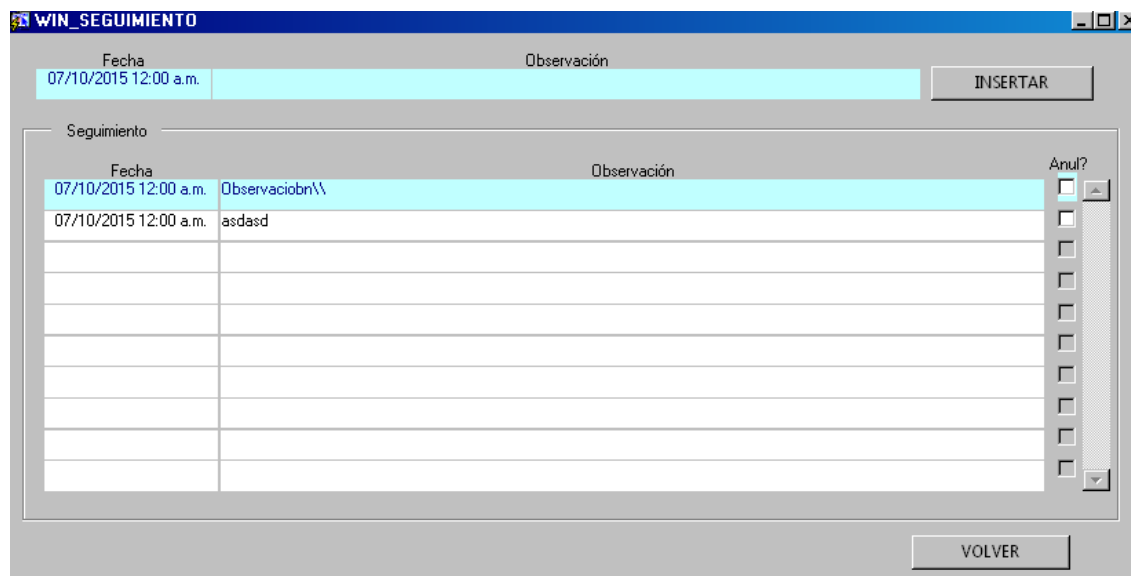 WIN_SEGUIMIENTO
Fecha Observación
07/10/2015 12:00 a.m. INSERTAR
Seguimiento
Fecha Observación Anul?
07/10/2015 12:00 a.m. Observaciobn\\
07/10/2015 12:00 a.m. asdasd
VOLVER